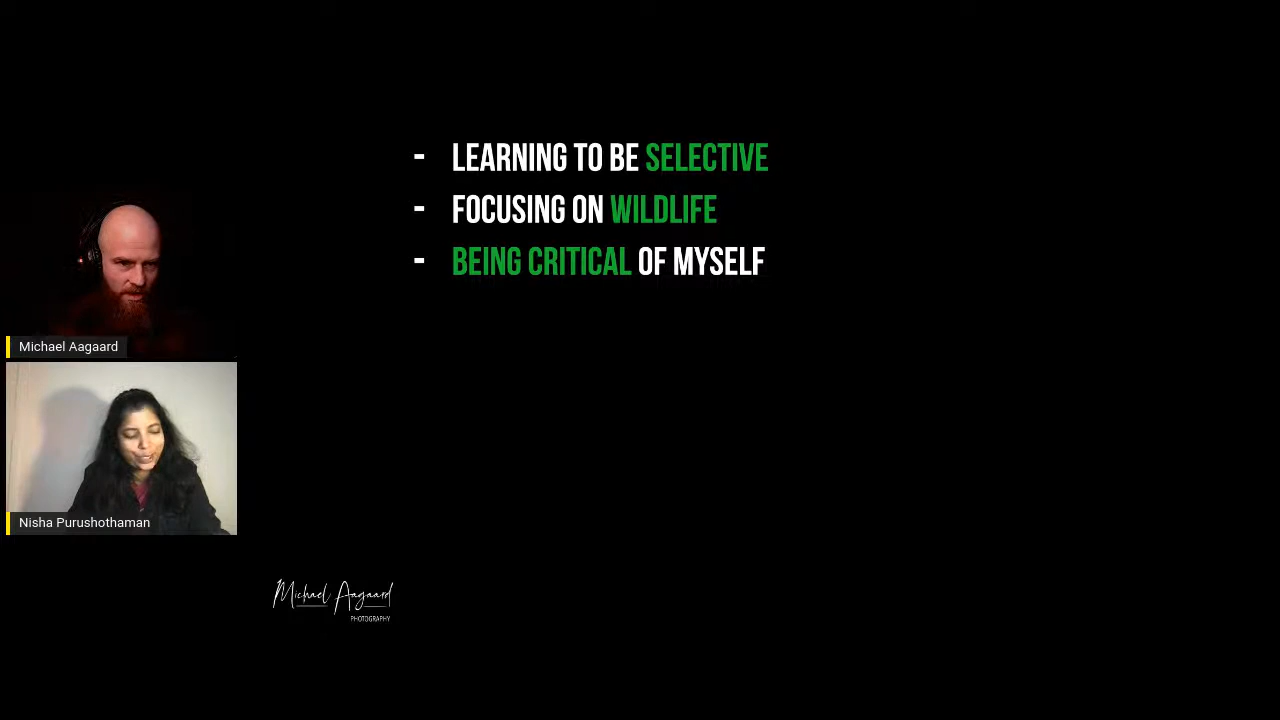 - LEARNING TO BE SELECTIVE
- FOCUSING ON WILDLIFE
- BEING CRITICAL OF MYSELF
Michael Aagaard
Nisha Purushothaman
Michael Aagaard
PHOTOGRAPHY